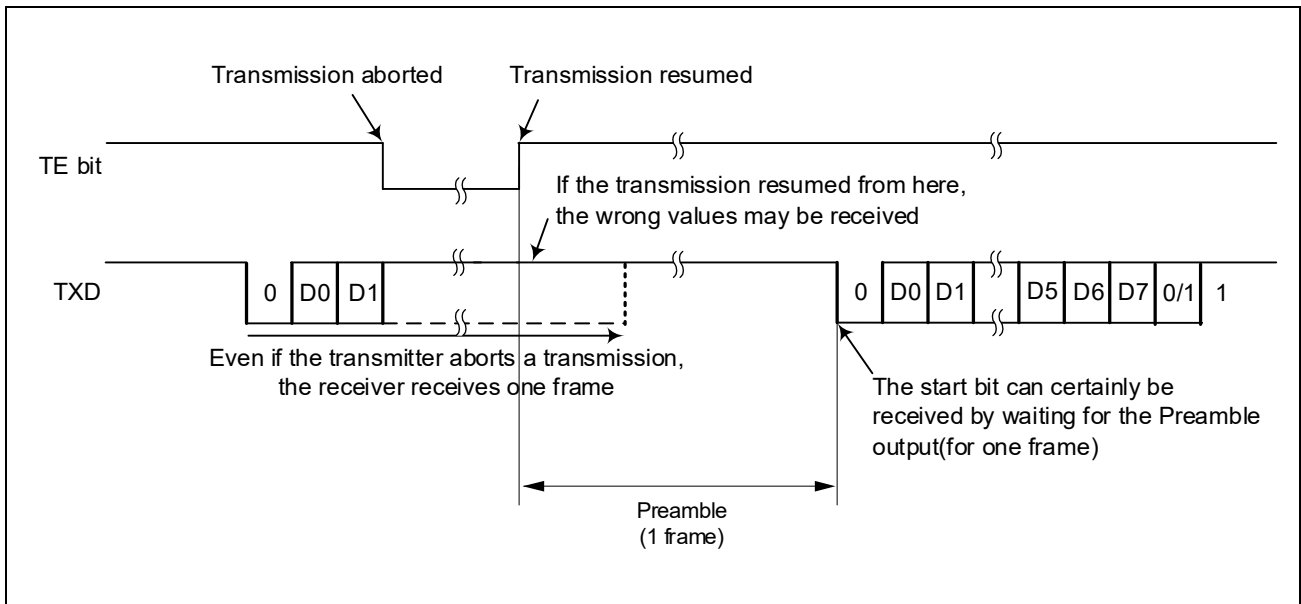 Transmission aborted
Transmission resumed
TE bit
If the transmission resumed from here,
the wrong values may be received
TXD
0 D0 D1
0 D0 D1 D5 D6 D7 0/1 1
Even if the transmitter aborts a transmission,
the receiver receives one frame
The start bit can certainly be
received by waiting for the Preamble
output(for one frame)
Preamble
(1 frame)